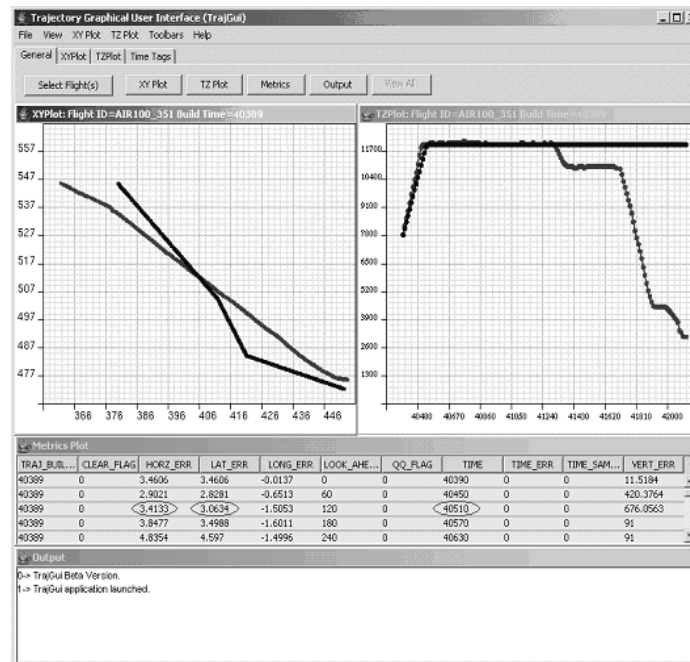 Trajectory Graphical User Interface (TrajGui)
File View XY Plot TZ Plot Toolbars Help
General XYPlot TZPlot Time Tags
Select Flight(s) XY Plot TZ Plot Metrics Output View All
XYPlot: Flight ID=AIR100_351 Build Time=40389
557
547
537
527
517
507
497
487
477
366 376 386 396 406 416 426 436 446
TZPlot: Flight ID=AIR100_351 Build Time=40389
11700
10400
9100
7800
6500
5200
3900
2600
1300
40480 40670 40860 41050 41240 41430 41620 41810 42000
Metrics Plot
TRAJ_BUIL... CLEAR_FLAG HORZ_ERR LAT_ERR LONG_ERR LOOK_AHE... QQ_FLAG TIME TIME_ERR TIME_SAM... VERT_ERR
40389 0 3.4606 3.4606 -0.0137 0 0 40390 0 0 11.5184
40389 0 2.9021 2.8281 -0.6513 60 0 40450 0 0 420.3764
40389 0 3.4133 3.0634 -1.5053 120 0 40510 0 0 676.0563
40389 0 3.8477 3.4988 -1.6011 180 0 40570 0 0 91
40389 0 4.8354 4.597 -1.4996 240 0 40630 0 0 91
Output
0-> TrajGui Beta Version.
1-> TrajGui application launched.